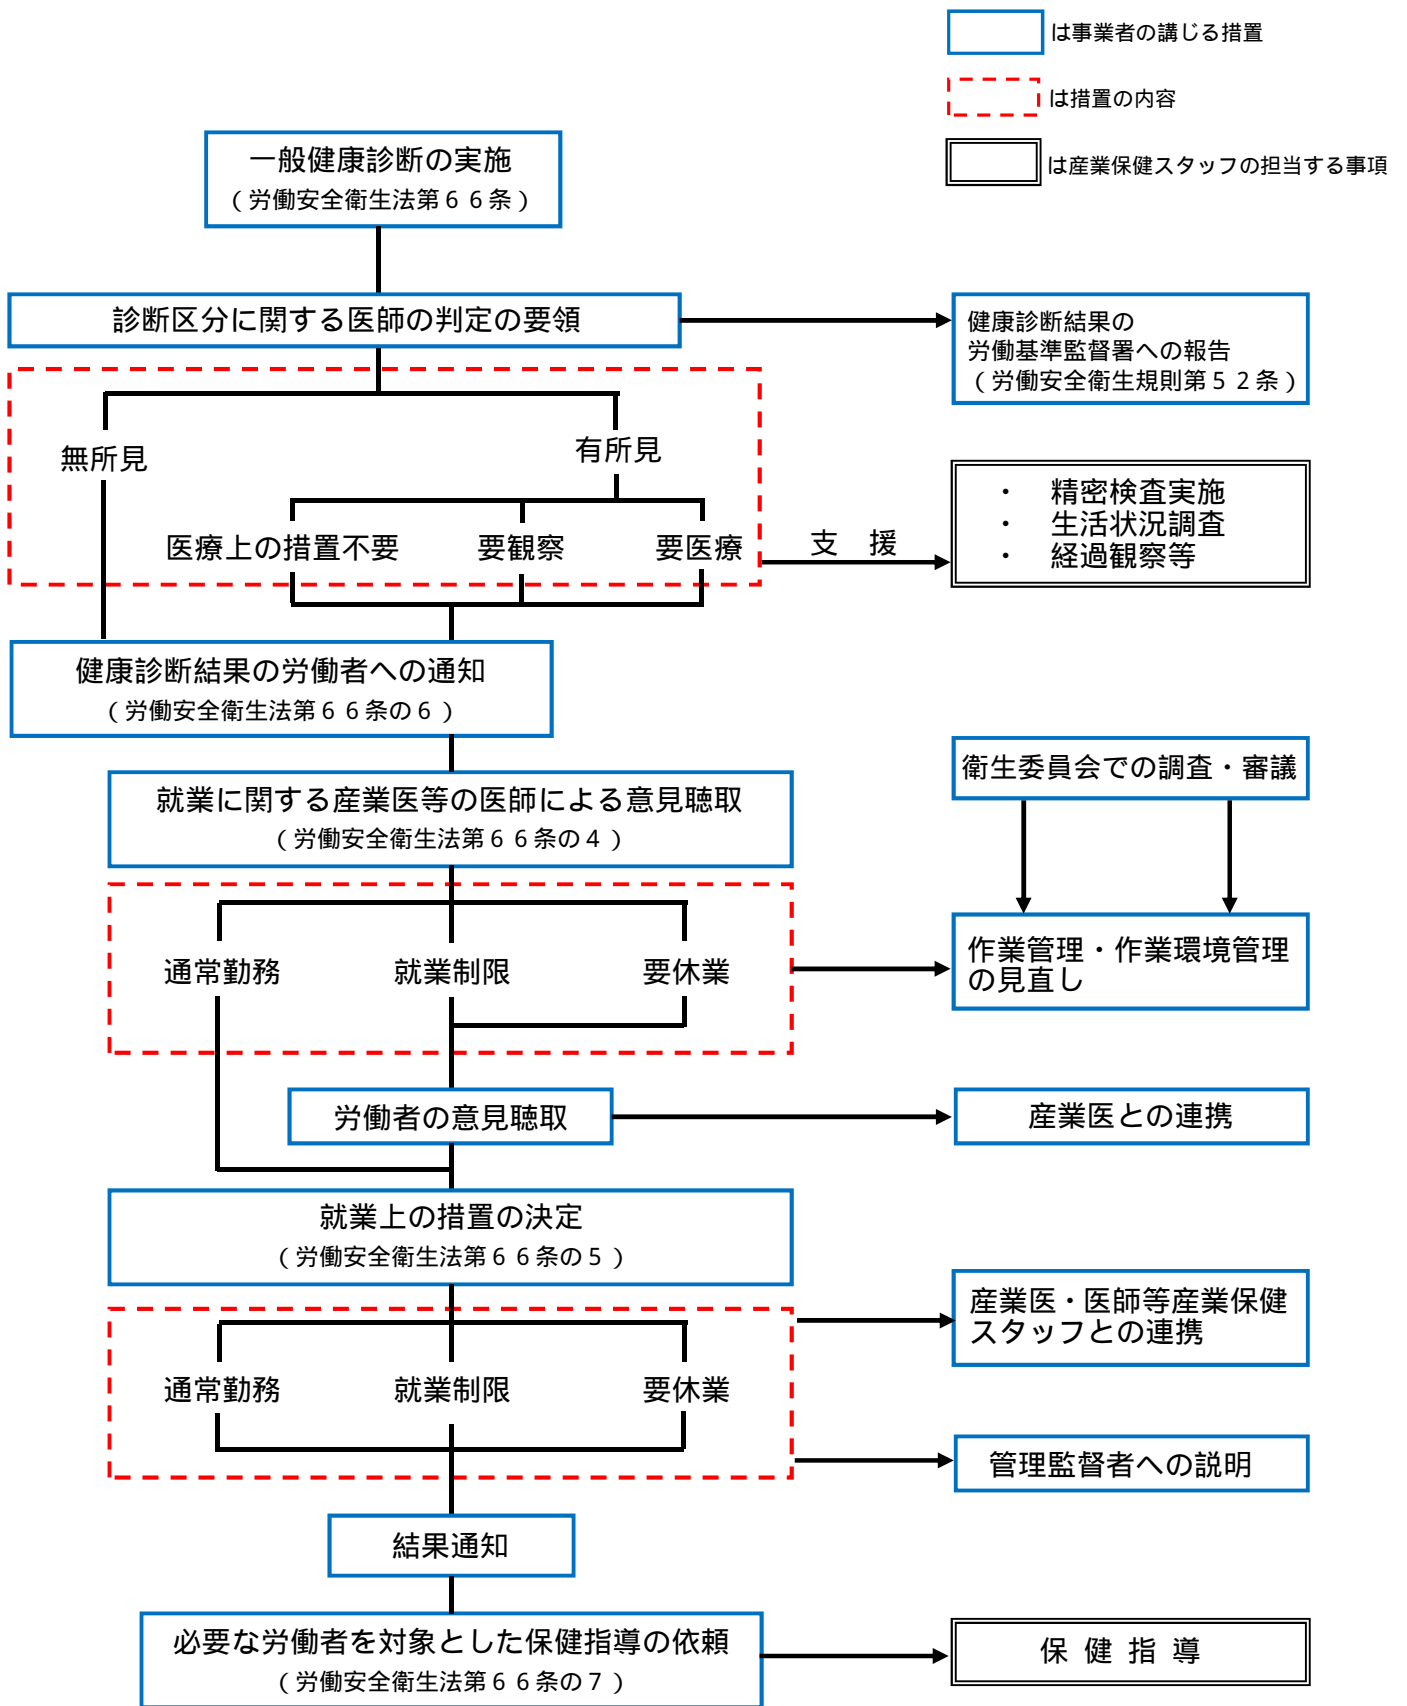 は事業者の講じる措置
は措置の内容
は産業保健スタッフの担当する事項
一般健康診断の実施
（労働安全衛生法第６６条）
診断区分に関する医師の判定の要領
健康診断結果の
労働基準監督署への報告
（労働安全衛生規則第５２条）
無所見
有所見
医療上の措置不要
要観察
要医療
支　援
・　精密検査実施
・　生活状況調査
・　経過観察等
健康診断結果の労働者への通知
（労働安全衛生法第６６条の６）
就業に関する産業医等の医師による意見聴取
（労働安全衛生法第６６条の４）
衛生委員会での調査・審議
通常勤務
就業制限
要休業
作業管理・作業環境管理
の見直し
労働者の意見聴取
産業医との連携
就業上の措置の決定
（労働安全衛生法第６６条の５）
産業医・医師等産業保健
スタッフとの連携
通常勤務
就業制限
要休業
管理監督者への説明
結果通知
必要な労働者を対象とした保健指導の依頼
（労働安全衛生法第６６条の７）
保 健 指 導